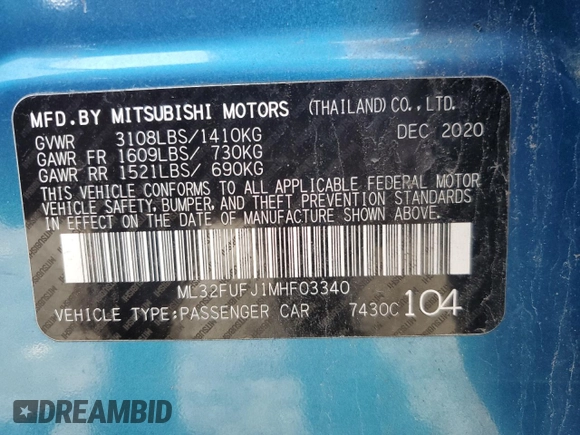 MFD.BY MITSUBISHI MOTORS (THAILAND) CO., LTD.
GVWR 3108LBS/1410KG DEC 2020
GAWR FR 1609LBS/ 730KG
GAWR RR 1521LBS/ 690KG
THIS VEHICLE CONFORMS TO ALL APPLICABLE FEDERAL MOTOR
VEHICLE SAFETY, BUMPER, AND THEFT PREVENTION STANDARDS
IN EFFECT ON THE DATE OF MANUFACTURE SHOWN ABOVE.
ML32FUFJ1MHF03340
VEHICLE TYPE:PASSENGER CAR 7430C 104
DREAMBID